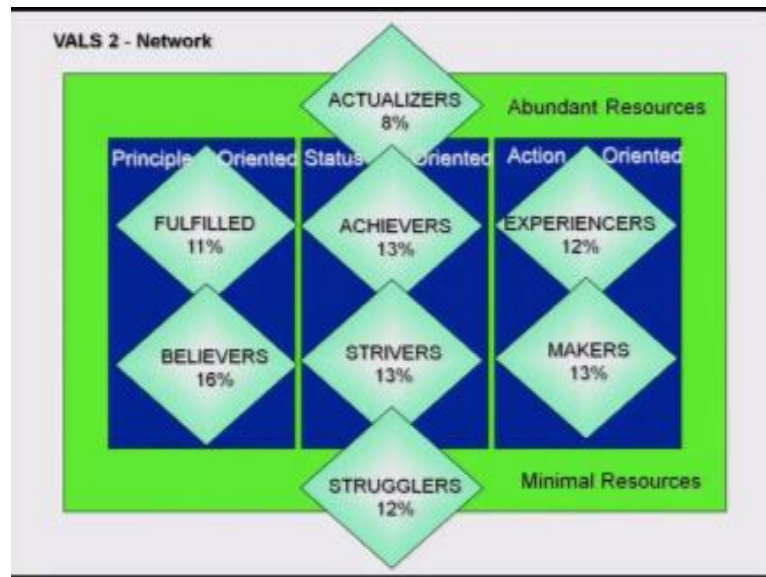 VALS 2 - Network
ACTUALIZERS
8%
Abundant Resources
Principle Oriented
Status Oriented
Action Oriented
FULFILLED
11%
ACHIEVERS
13%
EXPERIENCERS
12%
BELIEVERS
16%
STRIVERS
13%
MAKERS
13%
STRUGGLERS
12%
Minimal Resources